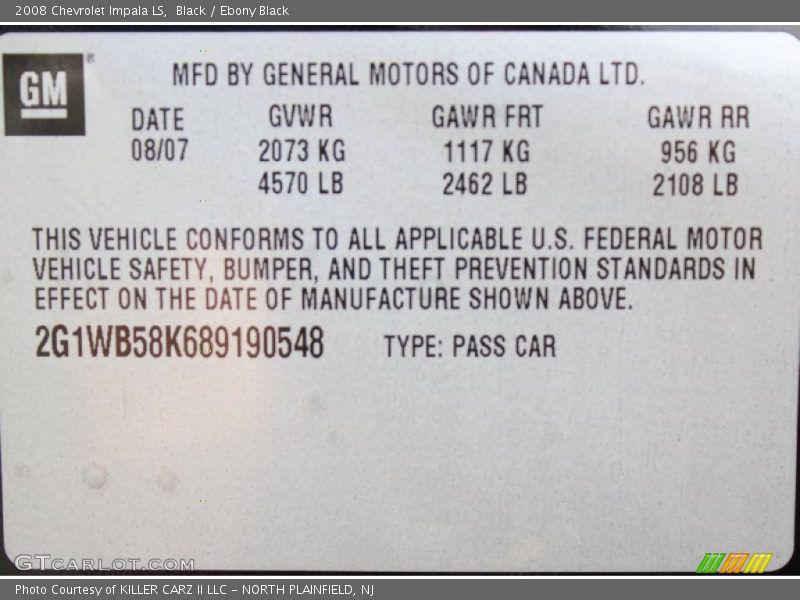 2008 Chevrolet Impala LS,  Black / Ebony Black
GM
MFD BY GENERAL MOTORS OF CANADA LTD.
DATE GVWR GAWR FRT GAWR RR
08/07 2073 KG 1117 KG 956 KG
4570 LB 2462 LB 2108 LB
THIS VEHICLE CONFORMS TO ALL APPLICABLE U.S. FEDERAL MOTOR
VEHICLE SAFETY, BUMPER, AND THEFT PREVENTION STANDARDS IN
EFFECT ON THE DATE OF MANUFACTURE SHOWN ABOVE.
2G1WB58K689190548 TYPE: PASS CAR
GTCARLOT.COM
Photo Courtesy of KILLER CARZ II LLC - NORTH PLAINFIELD, NJ